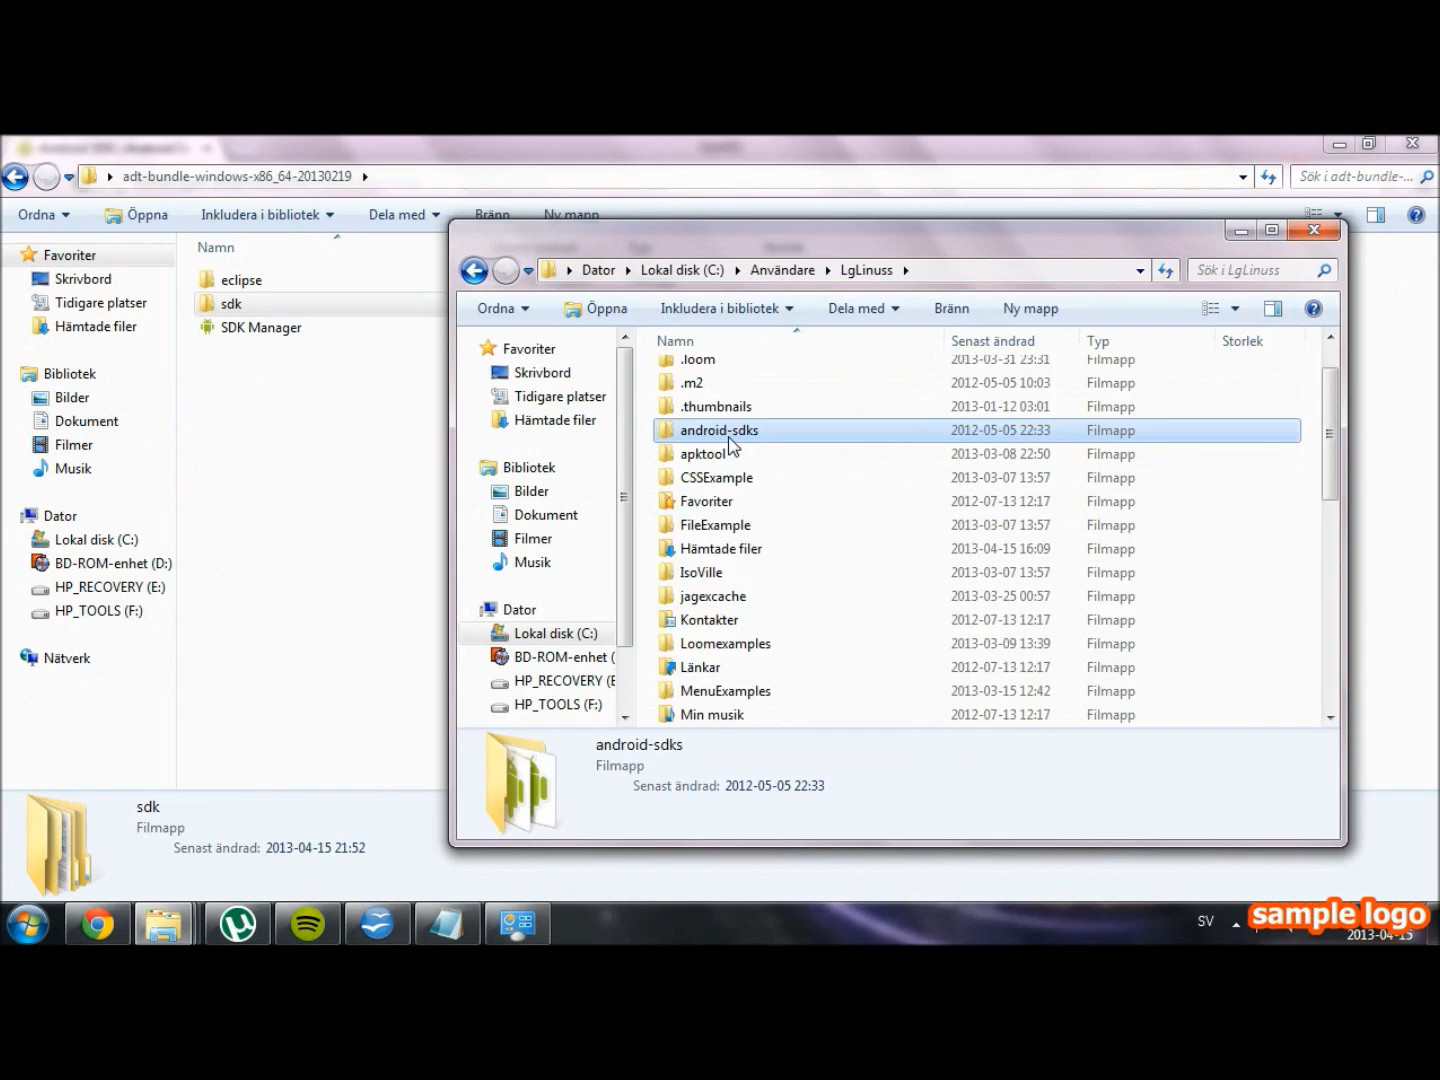 adt-bundle-windows-x86_64-20130219
Sök i adt-bundle-...
Ordna
Öppna
Inkludera i bibliotek
Dela med
Bränn
Ny mapp
Favoriter
Skrivbord
Tidigare platser
Hämtade filer
Bibliotek
Bilder
Dokument
Filmer
Musik
Dator
Lokal disk (C:)
BD-ROM-enhet (D:)
HP_RECOVERY (E:)
HP_TOOLS (F:)
Nätverk
Namn
eclipse
sdk
SDK Manager
sdk
Filmapp
Senast ändrad: 2013-04-15 21:52
Dator Lokal disk (C:) Användare LgLinuss
Sök i LgLinuss
Ordna
Öppna
Inkludera i bibliotek
Dela med
Bränn
Ny mapp
Favoriter
Skrivbord
Tidigare platser
Hämtade filer
Bibliotek
Bilder
Dokument
Filmer
Musik
Dator
Lokal disk (C:)
BD-ROM-enhet (
HP_RECOVERY (E
HP_TOOLS (F:)
Namn Senast ändrad Typ Storlek
.loom 2013-03-31 23:31 Filmapp
.m2 2012-05-05 10:03 Filmapp
.thumbnails 2013-01-12 03:01 Filmapp
android-sdks 2012-05-05 22:33 Filmapp
apktool 2013-03-08 22:50 Filmapp
CSSExample 2013-03-07 13:57 Filmapp
Favoriter 2012-07-13 12:17 Filmapp
FileExample 2013-03-07 13:57 Filmapp
Hämtade filer 2013-04-15 16:09 Filmapp
IsoVille 2013-03-07 13:57 Filmapp
jagexcache 2013-03-25 00:57 Filmapp
Kontakter 2012-07-13 12:17 Filmapp
Loomexamples 2013-03-09 13:39 Filmapp
Länkar 2012-07-13 12:17 Filmapp
MenuExamples 2013-03-15 12:42 Filmapp
Min musik 2012-07-13 12:17 Filmapp
android-sdks
Filmapp
Senast ändrad: 2012-05-05 22:33
SV
sample logo
2013-04-15